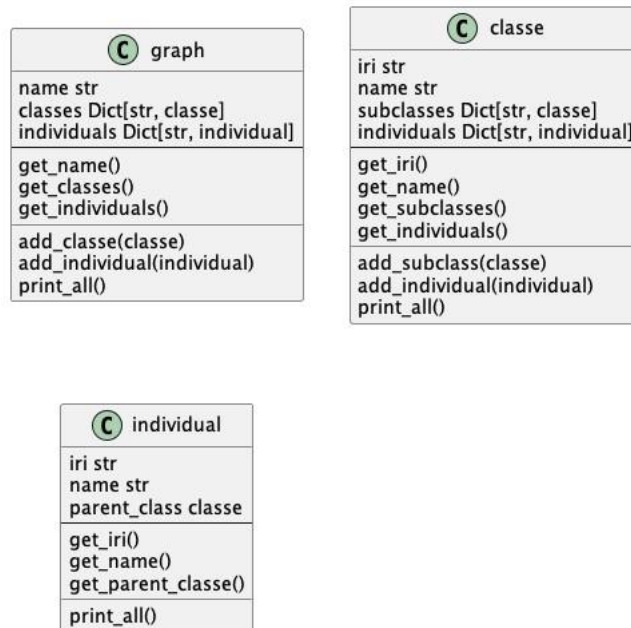 C graph
name str
classes Dict[str, classe]
individuals Dict[str, individual]
get_name()
get_classes()
get_individuals()
add_classe(classe)
add_individual(individual)
print_all()
C classe
iri str
name str
subclasses Dict[str, classe]
individuals Dict[str, individual]
get_iri()
get_name()
get_subclasses()
get_individuals()
add_subclass(classe)
add_individual(individual)
print_all()
C individual
iri str
name str
parent_class classe
get_iri()
get_name()
get_parent_classe()
print_all()